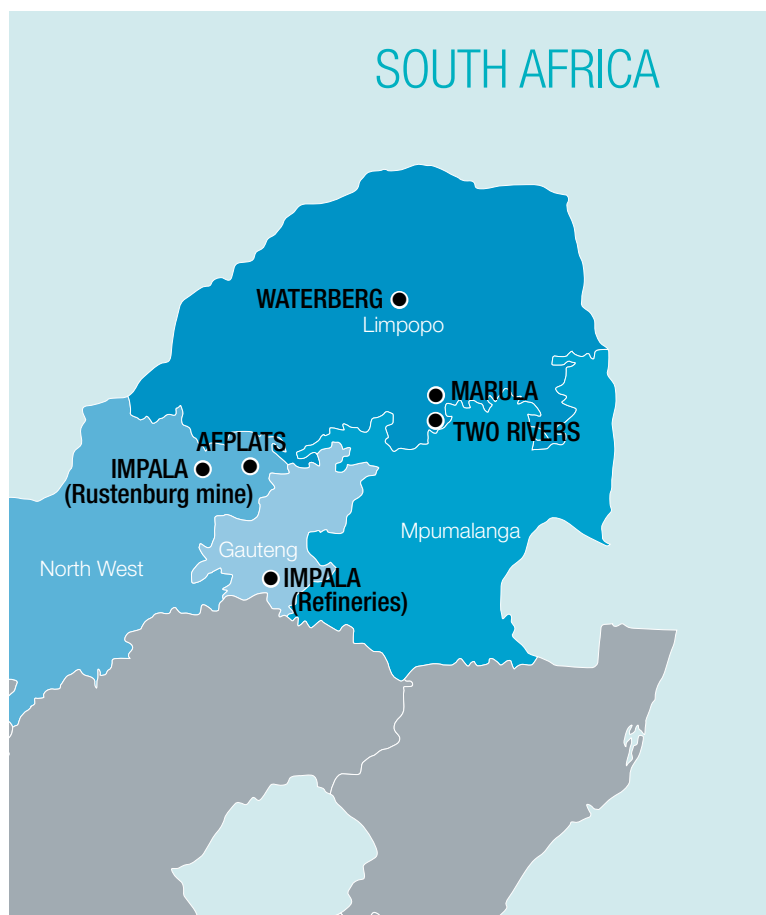 SOUTH AFRICA
WATERBERG
Limpopo
MARULA
TWO RIVERS
AFPLATS
IMPALA
(Rustenburg mine)
Mpumalanga
Gauteng
North West
IMPALA
(Refineries)